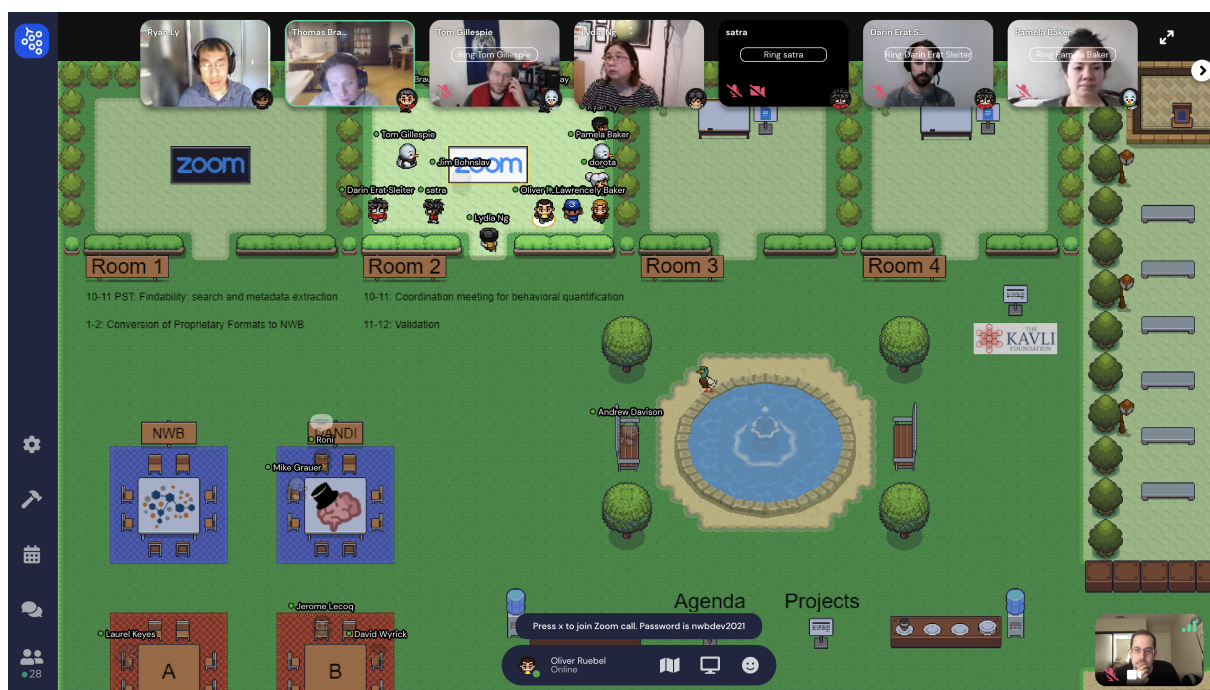 Ryan Ly
Thomas Bra...
Tom Gillespie
Ring Tom Gillespie
Lydia Ng
satra
Ring satra
Darin Erat S...
Ring Darin Erat Sleiter
Pamela Baker
Ring Pamela Baker
Ryan Ly
Tom Gillespie
Pamela Baker
zoom
Jim Bohnslav
zoom
dorota
Darin Erat Sleiter
satra
Lydia Ng
Room 1
Room 2
Room 3
Room 4
10-11 PST: Findability: search and metadata extraction
10-11: Coordination meeting for behavioral quantification
1-2: Conversion of Proprietary Formats to NWB
11-12: Validation
THE
KAVLI
FOUNDATION
Andrew Davison
NWB
DANDI
Roni
Mike Grauer
Jerome Lecoq
Laurel Keyes
David Wyrick
A
B
Agenda
Projects
Press x to join Zoom call. Password is nwbdev2021
Oliver Ruebel
Online
28